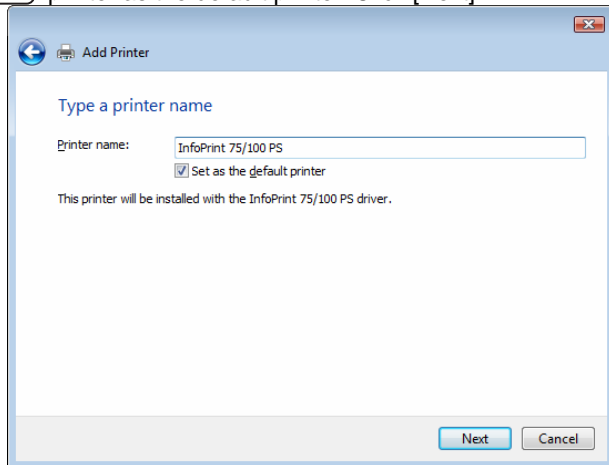 Add Printer
Type a printer name
Printer name:
InfoPrint 75/100 PS
Set as the default printer
This printer will be installed with the InfoPrint 75/100 PS driver.
Next Cancel